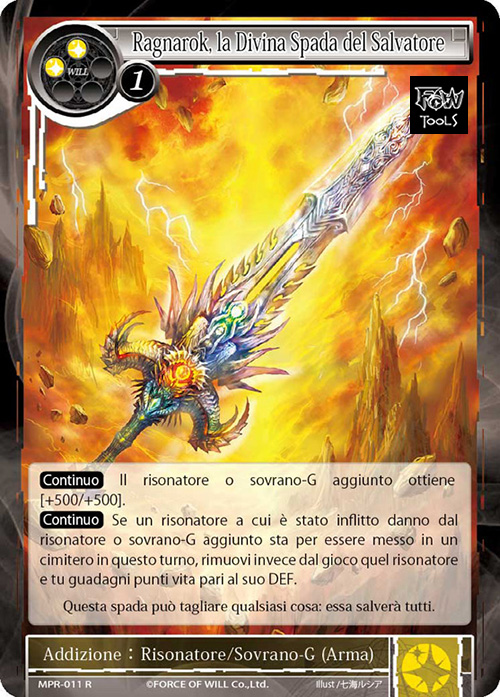 Ragnarok, la Divina Spada del Salvatore
WILL
1
FOW
TOOLS
Continuo Il risonatore o sovrano-G aggiunto ottiene
[+500/+500].
Continuo Se un risonatore a cui è stato inflitto danno dal
risonatore o sovrano-G aggiunto sta per essere messo in un
cimitero in questo turno, rimuovi invece dal gioco quel risonatore
e tu guadagni punti vita pari al suo DEF.
Questa spada può tagliare qualsiasi cosa: essa salverà tutti.
Addizione : Risonatore/Sovrano-G (Arma)
MPR-011 R ©FORCE OF WILL Co.,Ltd. Illust/七海ルシア